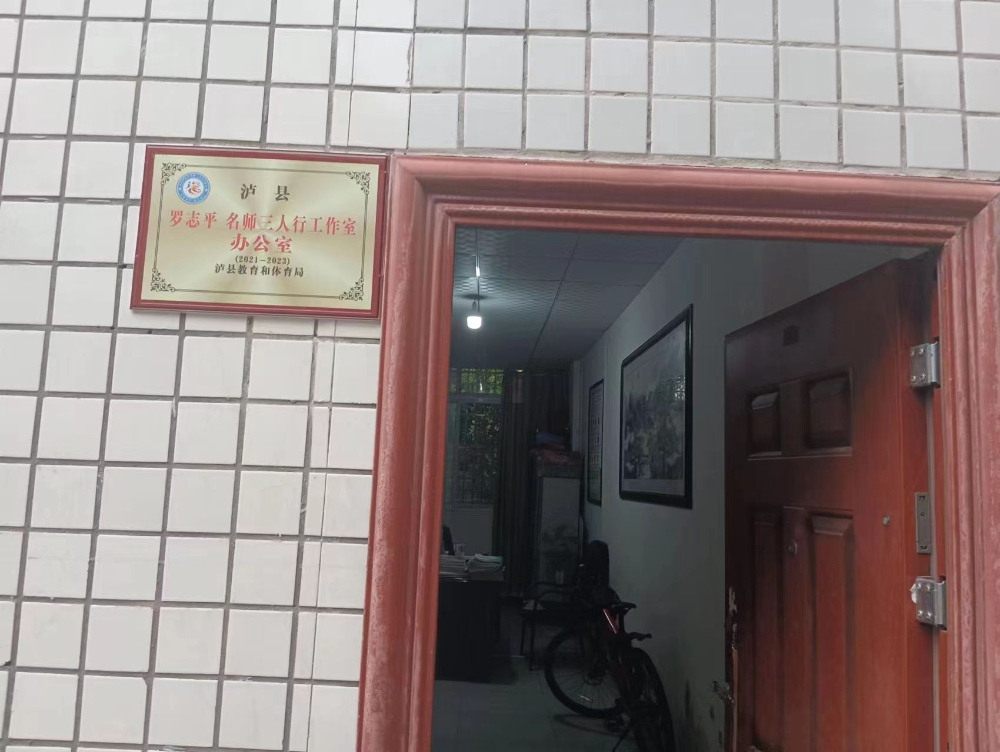 泸县
罗志平 名师三人行工作室
办公室
(2021-2023)
泸县教育和体育局